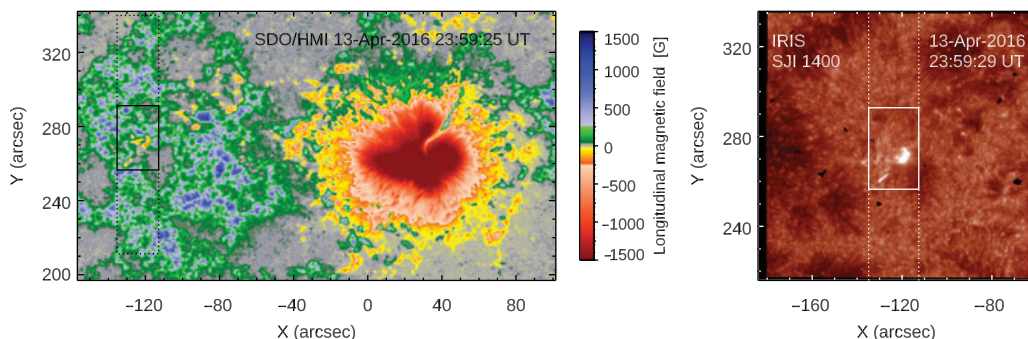 SDO/HMI 13-Apr-2016 23:59:25 UT
320
280
240
200
Y (arcsec)
−120
−80
−40
0
40
80
X (arcsec)
1500
1000
500
0
−500
−1000
−1500
Longitudinal magnetic field [G]
IRIS
SJI 1400
13-Apr-2016
23:59:29 UT
320
280
240
Y (arcsec)
−160
−120
−80
X (arcsec)